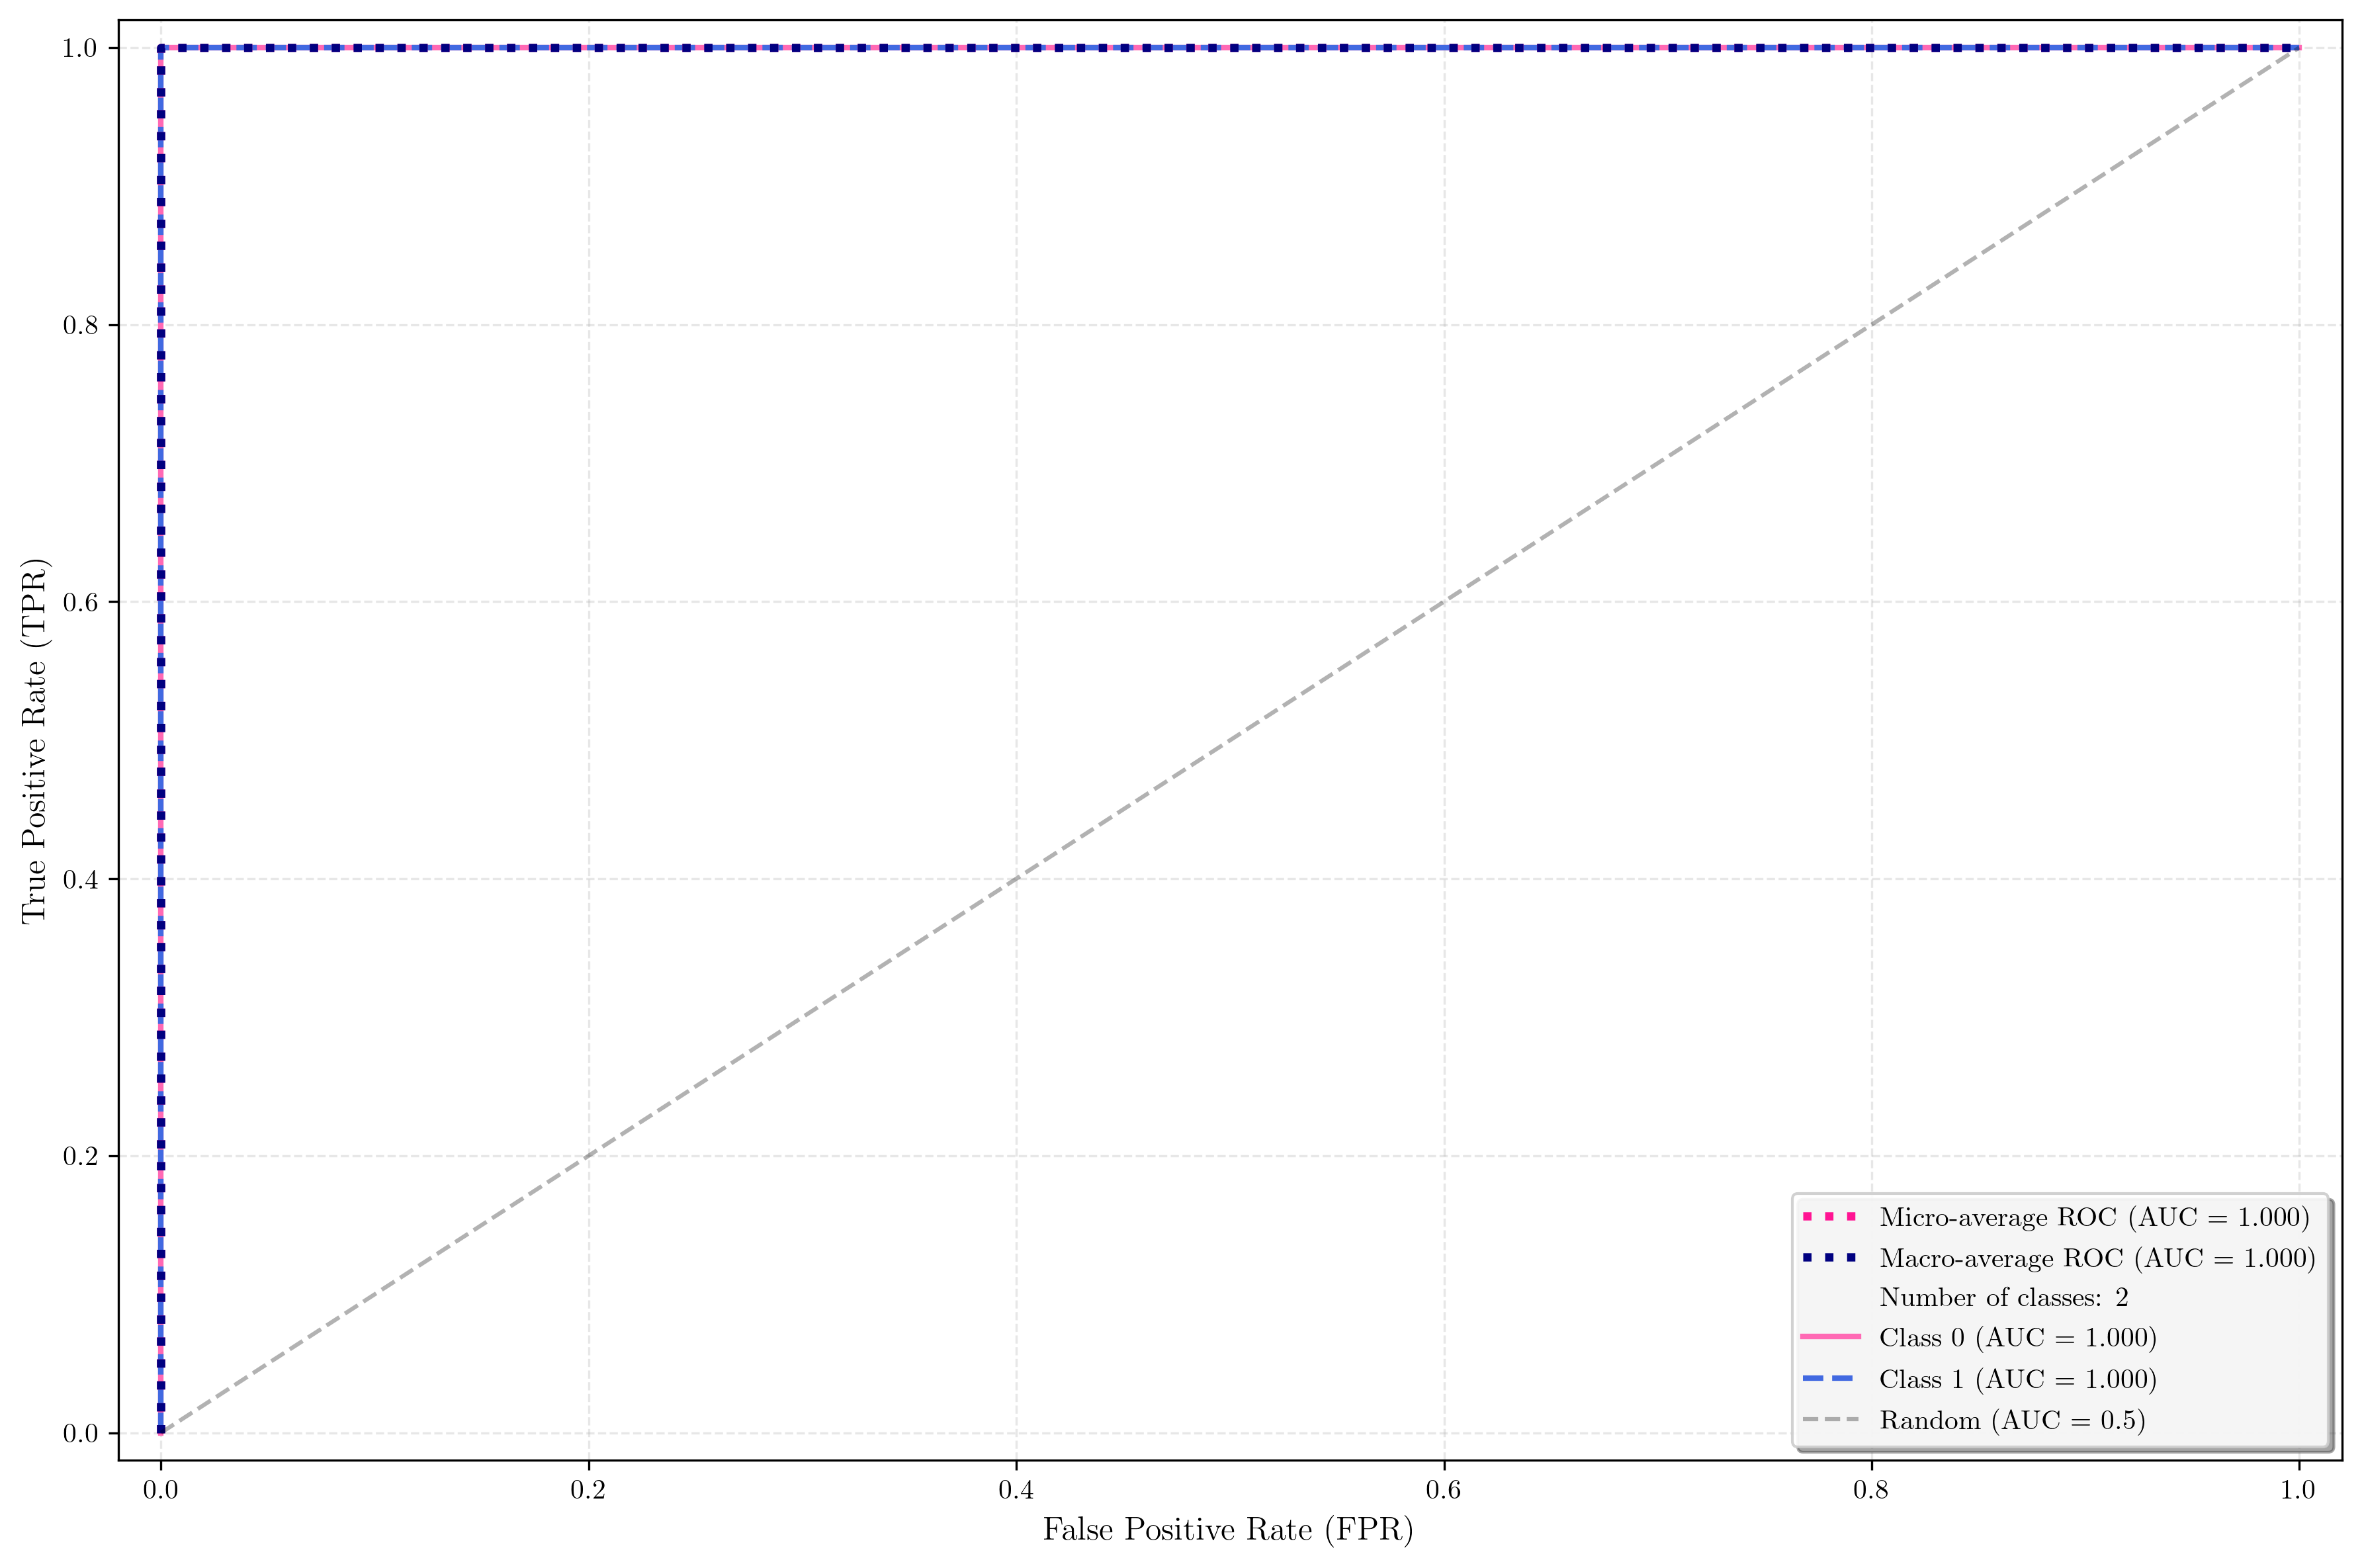 1.0
0.8
0.6
0.4
0.2
0.0
True Positive Rate (TPR)
Micro-average ROC (AUC = 1.000)
Macro-average ROC (AUC = 1.000)
Number of classes: 2
Class 0 (AUC = 1.000)
Class 1 (AUC = 1.000)
Random (AUC = 0.5)
0.0 0.2 0.4 0.6 0.8 1.0
False Positive Rate (FPR)